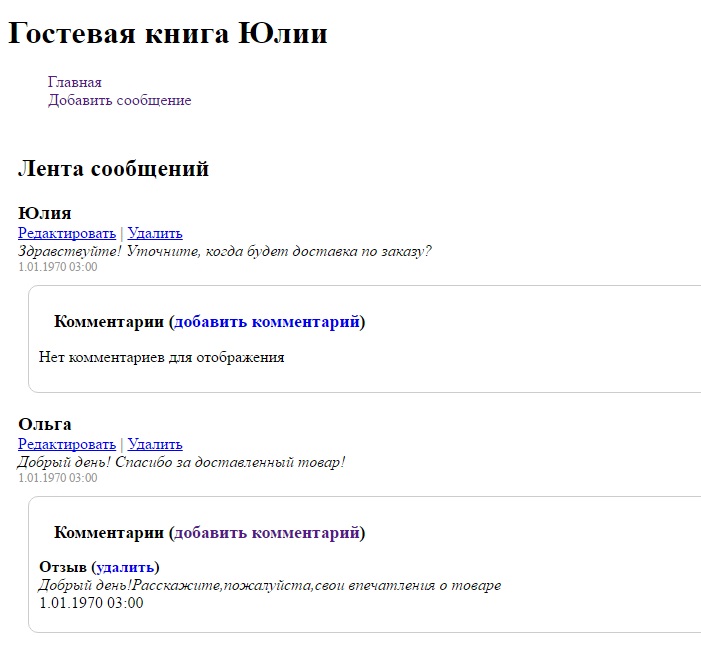 Гостевая книга Юлии
Главная
Добавить сообщение
Лента сообщений
Юлия
Редактировать | Удалить
Здравствуйте! Уточните, когда будет доставка по заказу?
1.01.1970 03:00
Комментарии (добавить комментарий)
Нет комментариев для отображения
Ольга
Редактировать | Удалить
Добрый день! Спасибо за доставленный товар!
1.01.1970 03:00
Комментарии (добавить комментарий)
Отзыв (удалить)
Добрый день!Расскажите,пожалуйста,свои впечатления о товаре
1.01.1970 03:00